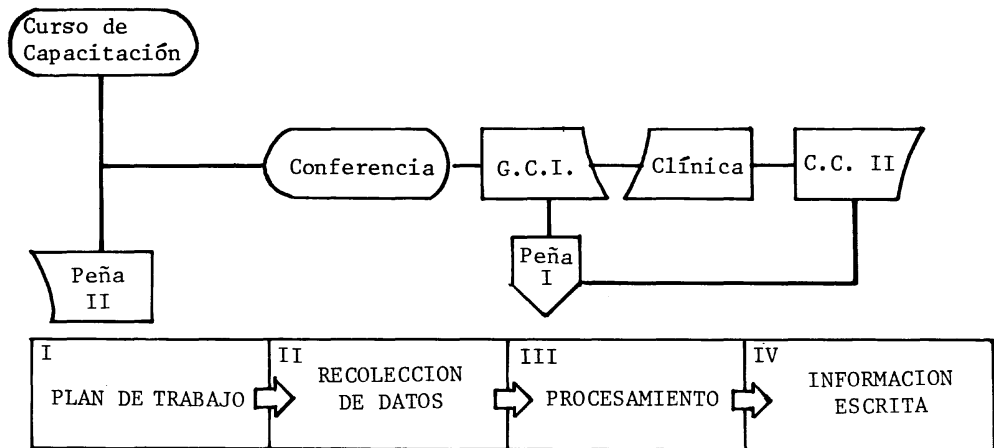 Curso de
Capacitación
Conferencia
G.C.I.
Clínica
C.C. II
Peña
I
Peña
II
I
PLAN DE TRABAJO
II
RECOLECCION
DE DATOS
III
PROCESAMIENTO
IV
INFORMACION
ESCRITA